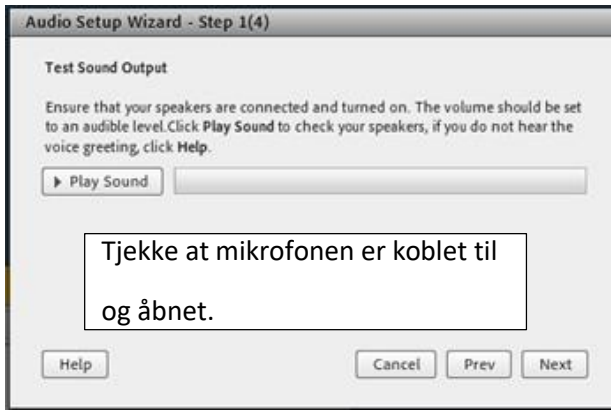 Audio Setup Wizard - Step 1(4)
Test Sound Output
Ensure that your speakers are connected and turned on. The volume should be set
to an audible level.Click Play Sound to check your speakers, if you do not hear the
voice greeting, click Help.
Play Sound
Tjekke at mikrofonen er koblet til
og åbnet.
Help Cancel Prev Next